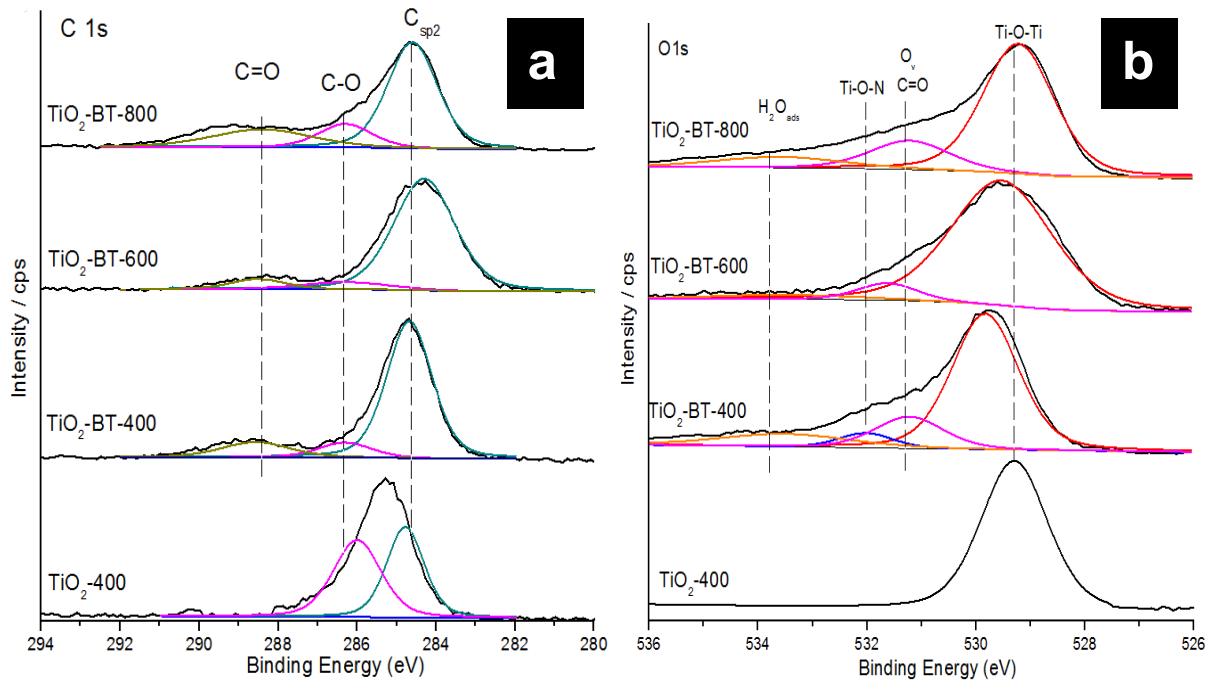 C 1s
C=O
C-O
C sp2
a
TiO2-BT-800
TiO2-BT-600
TiO2-BT-400
TiO2-400
Intensity / cps
294 292 290 288 286 284 282 280
Binding Energy (eV)
O1s
H2Oads
Ti-O-N
Ov
C=O
Ti-O-Ti
b
TiO2-BT-800
TiO2-BT-600
TiO2-BT-400
TiO2-400
Intensity / cps
536 534 532 530 528 526
Binding Energy (eV)